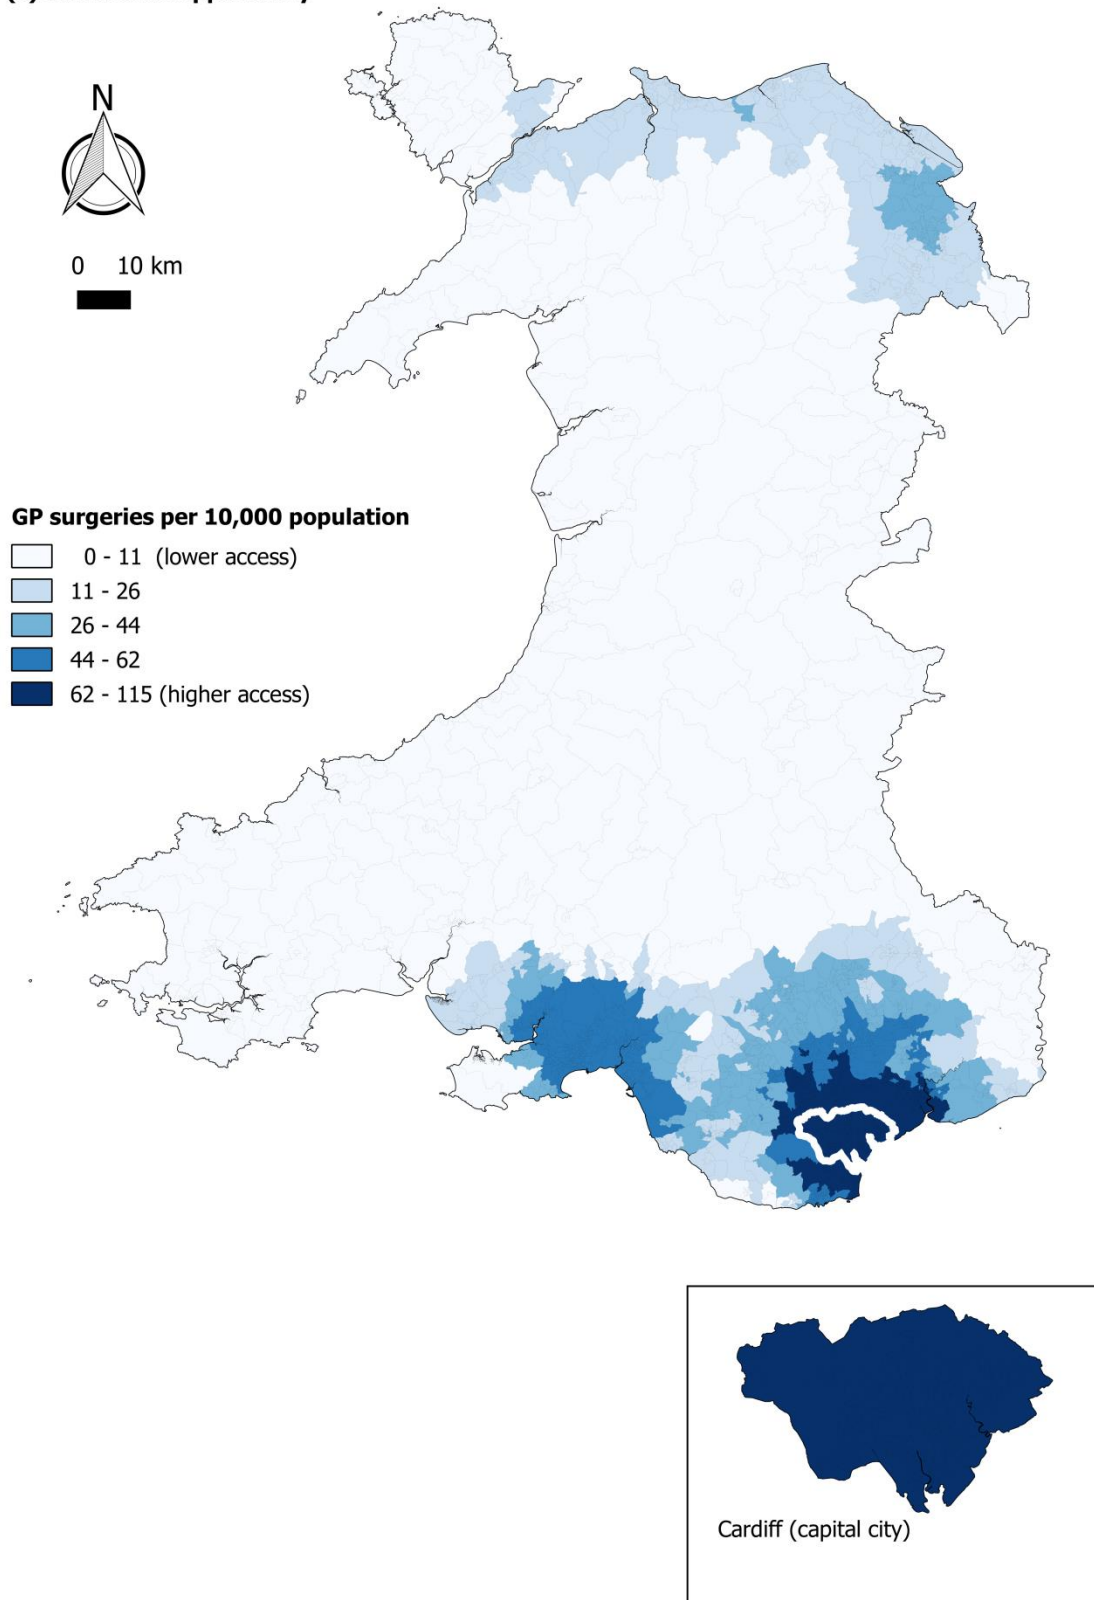 N
0 10 km
GP surgeries per 10,000 population
0 - 11 (lower access)
11 - 26
26 - 44
44 - 62
62 - 115 (higher access)
Cardiff (capital city)